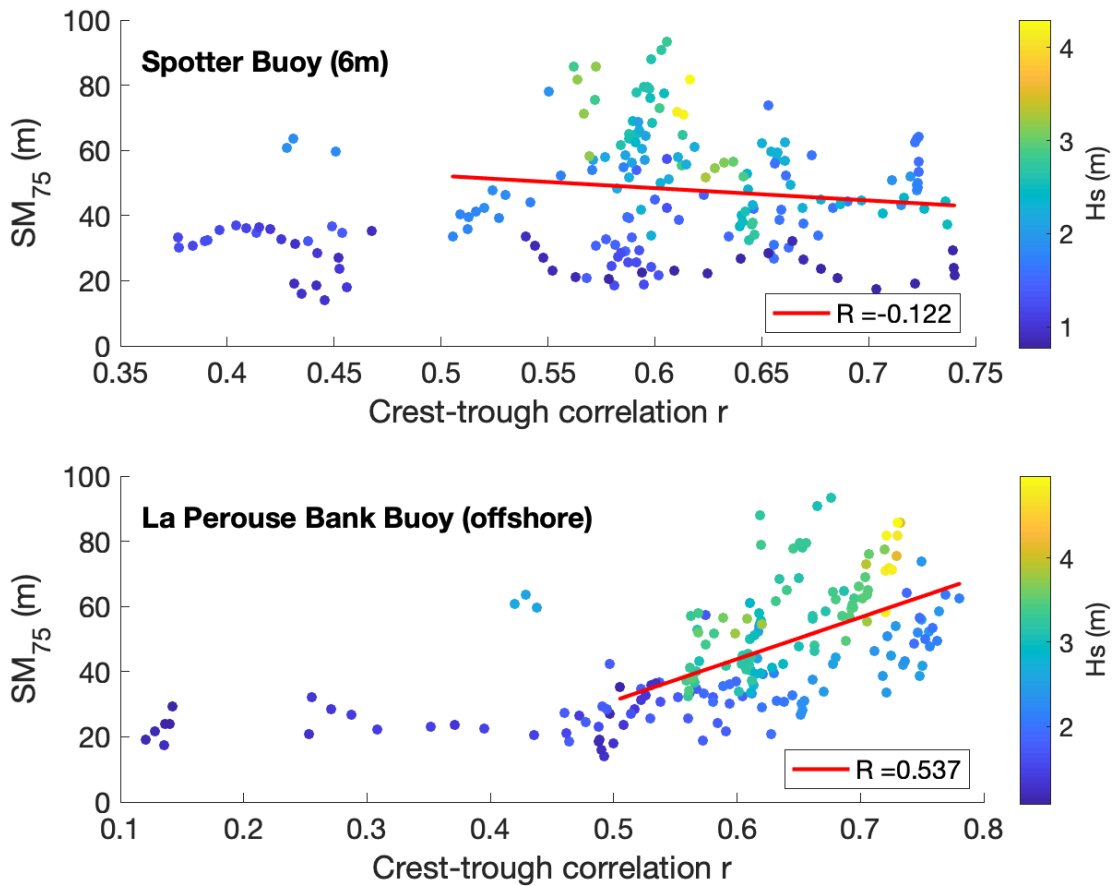 100
80
60
40
20
0
SM75 (m)
Spotter Buoy (6m)
R =-0.122
0.35 0.4 0.45 0.5 0.55 0.6 0.65 0.7 0.75
Crest-trough correlation r
4
3
2
1
Hs (m)
100
80
60
40
20
0
SM75 (m)
La Perouse Bank Buoy (offshore)
R =0.537
0.1 0.2 0.3 0.4 0.5 0.6 0.7 0.8
Crest-trough correlation r
4
3
2
Hs (m)